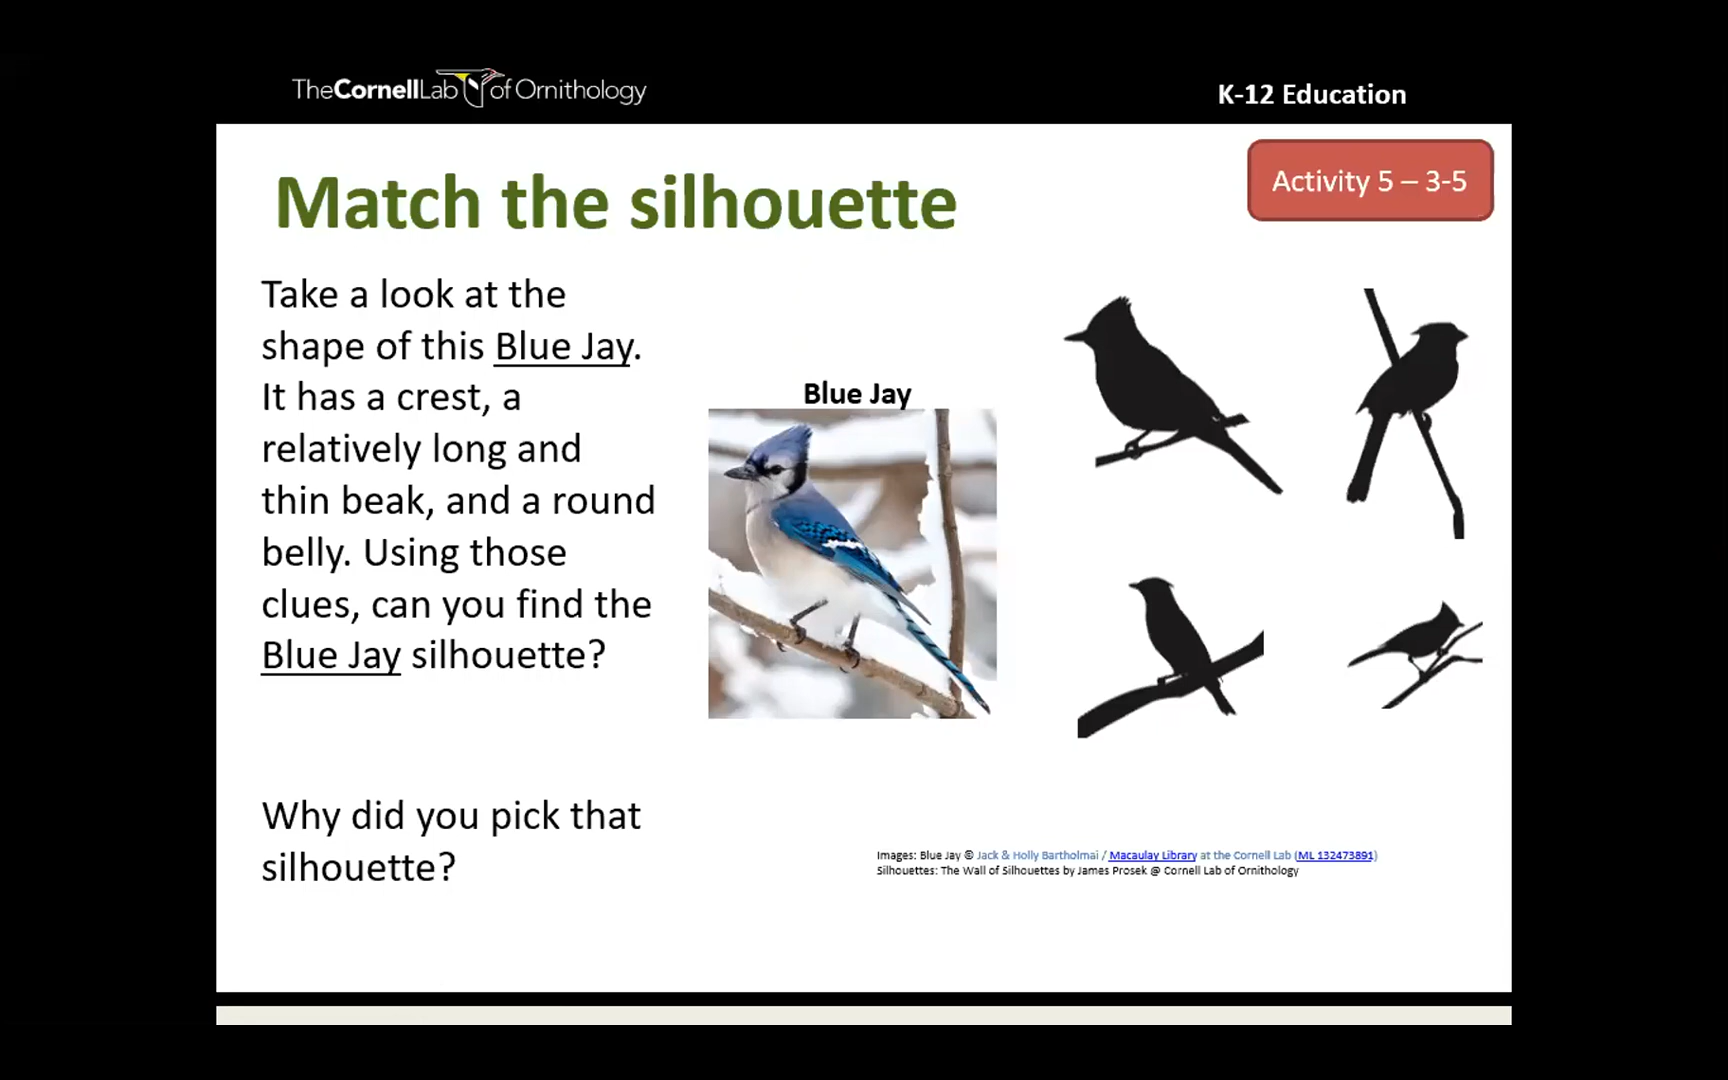 TheCornellLab of Ornithology
K-12 Education
Match the silhouette
Activity 5 – 3-5
Take a look at the
shape of this Blue Jay.
It has a crest, a
relatively long and
thin beak, and a round
belly. Using those
clues, can you find the
Blue Jay silhouette?
Why did you pick that
silhouette?
Blue Jay
Images: Blue Jay © Jack & Holly Bartholmai / Macaulay Library at the Cornell Lab (ML 132473891)
Silhouettes: The Wall of Silhouettes by James Prosek @ Cornell Lab of Ornithology